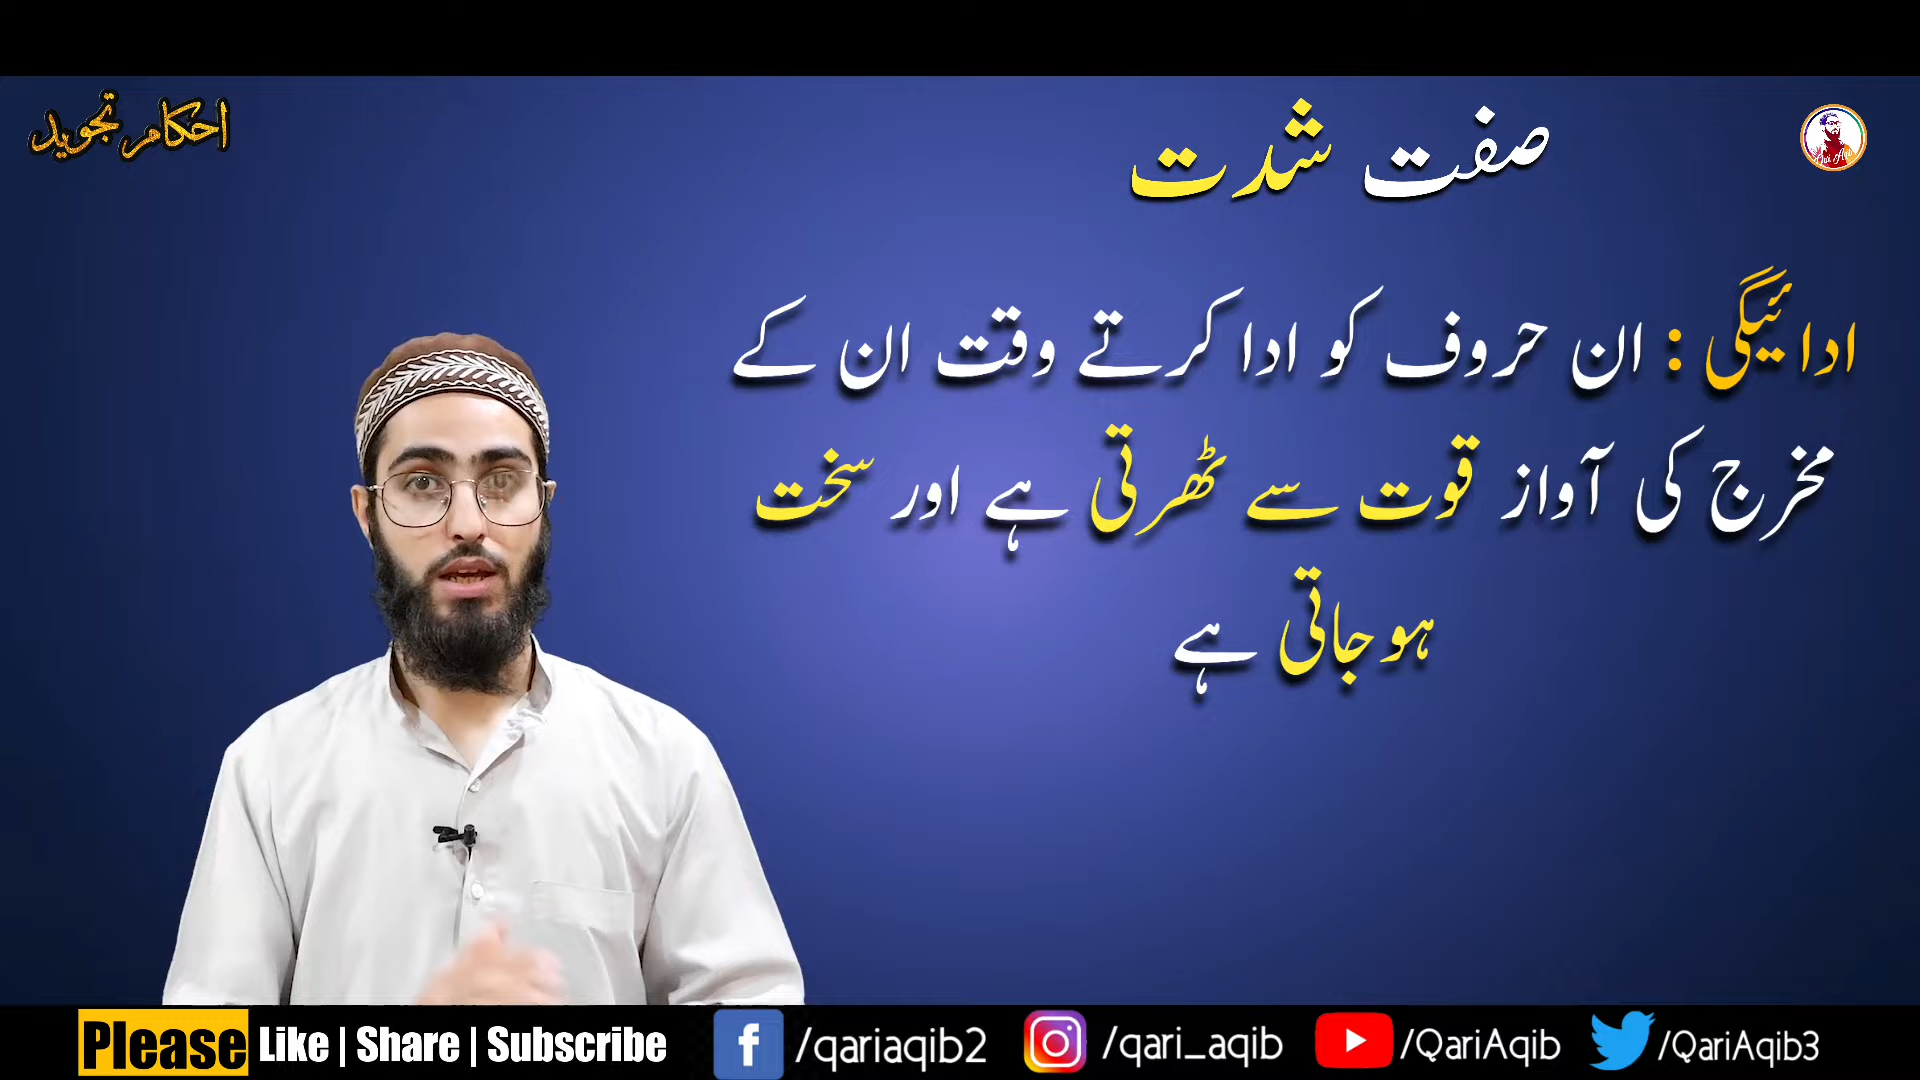 احکام تجوید
صفت شدت
ادائیگی : ان حروف کو ادا کرتے وقت ان کے
مخرج کی آواز قوت سے ٹھرتی ہے اور سخت
ہو جاتی ہے
Please Like | Share | Subscribe /qariaqib2 /qari_aqib /QariAqib /QariAqib3